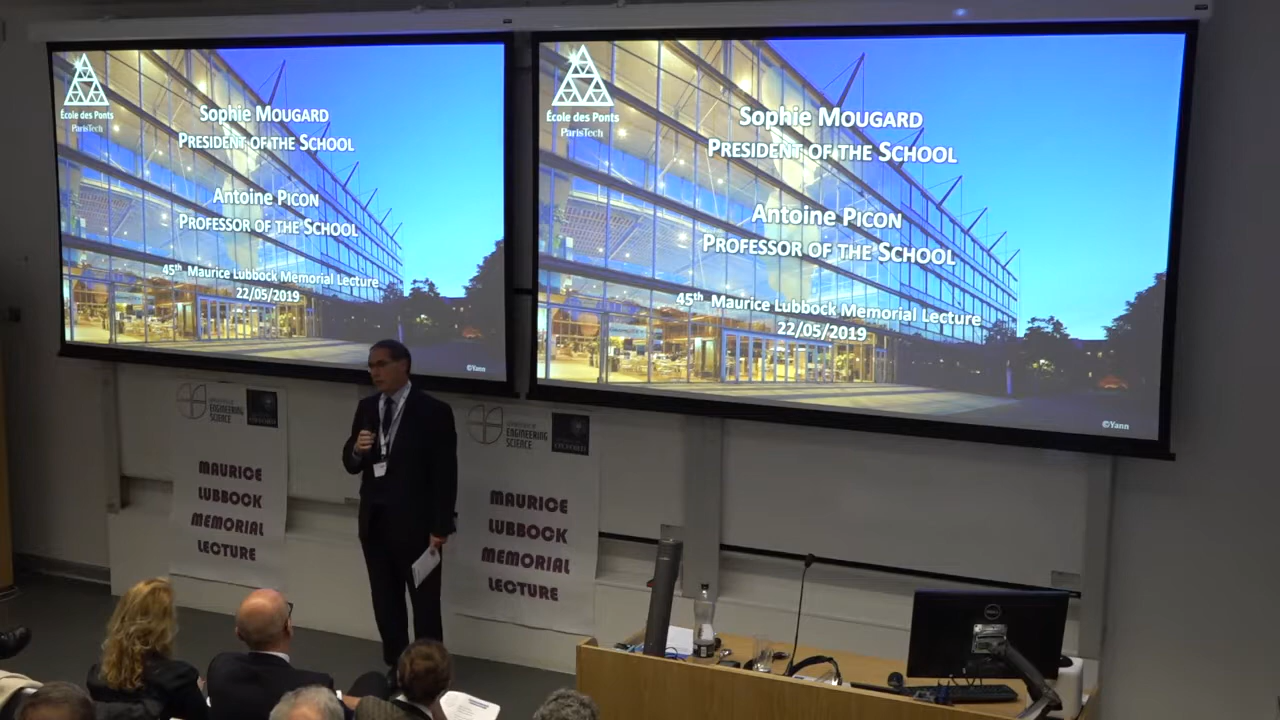 École des Ponts
ParisTech
Sophie MOUGARD
PRESIDENT OF THE SCHOOL
Antoine PICON
PROFESSOR OF THE SCHOOL
45th Maurice Lubbock Memorial Lecture
22/05/2019
©Yann
École des Ponts
ParisTech
Sophie MOUGARD
PRESIDENT OF THE SCHOOL
Antoine PICON
PROFESSOR OF THE SCHOOL
45th Maurice Lubbock Memorial Lecture
22/05/2019
©Yann
ENGINEERING
SCIENCE
MAURICE
LUBBOCK
MEMORIAL
LECTURE
ENGINEERING
SCIENCE
MAURICE
LUBBOCK
MEMORIAL
LECTURE
DELL